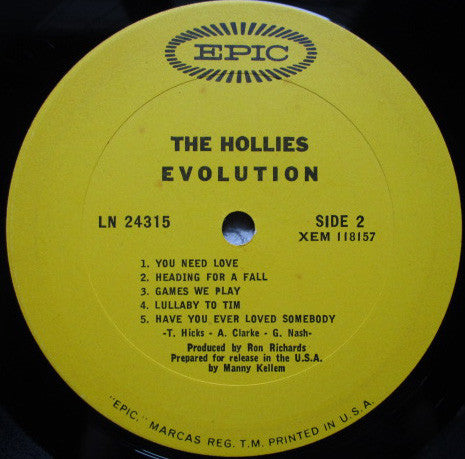 EPIC
THE HOLLIES
EVOLUTION
LN 24315
SIDE 2
XEM 118157
1. YOU NEED LOVE
2. HEADING FOR A FALL
3. GAMES WE PLAY
4. LULLABY TO TIM
5. HAVE YOU EVER LOVED SOMEBODY
-T. Hicks - A. Clarke - G. Nash-
Produced by Ron Richards
Prepared for release in the U.S.A.
by Manny Kellem
"EPIC," MARCAS REG. T.M. PRINTED IN U.S.A.